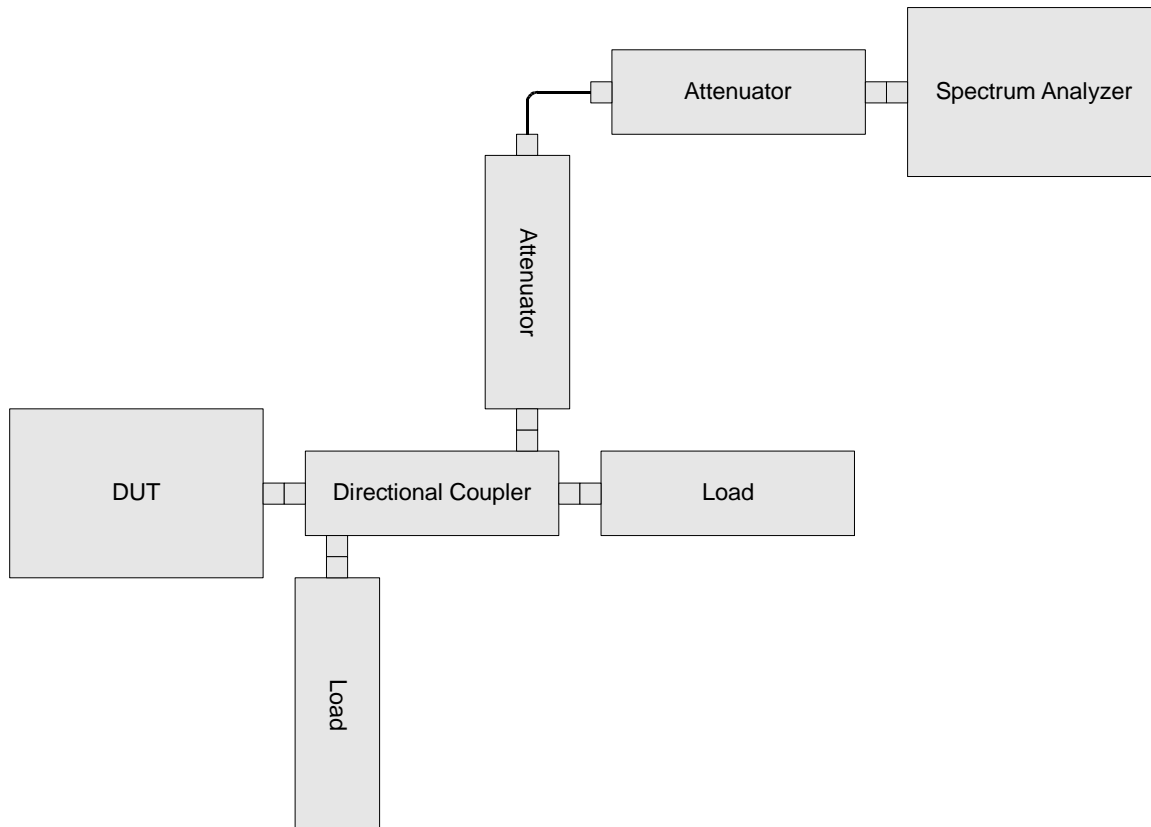 Attenuator
Spectrum Analyzer
Attenuator
DUT
Directional Coupler
Load
Load